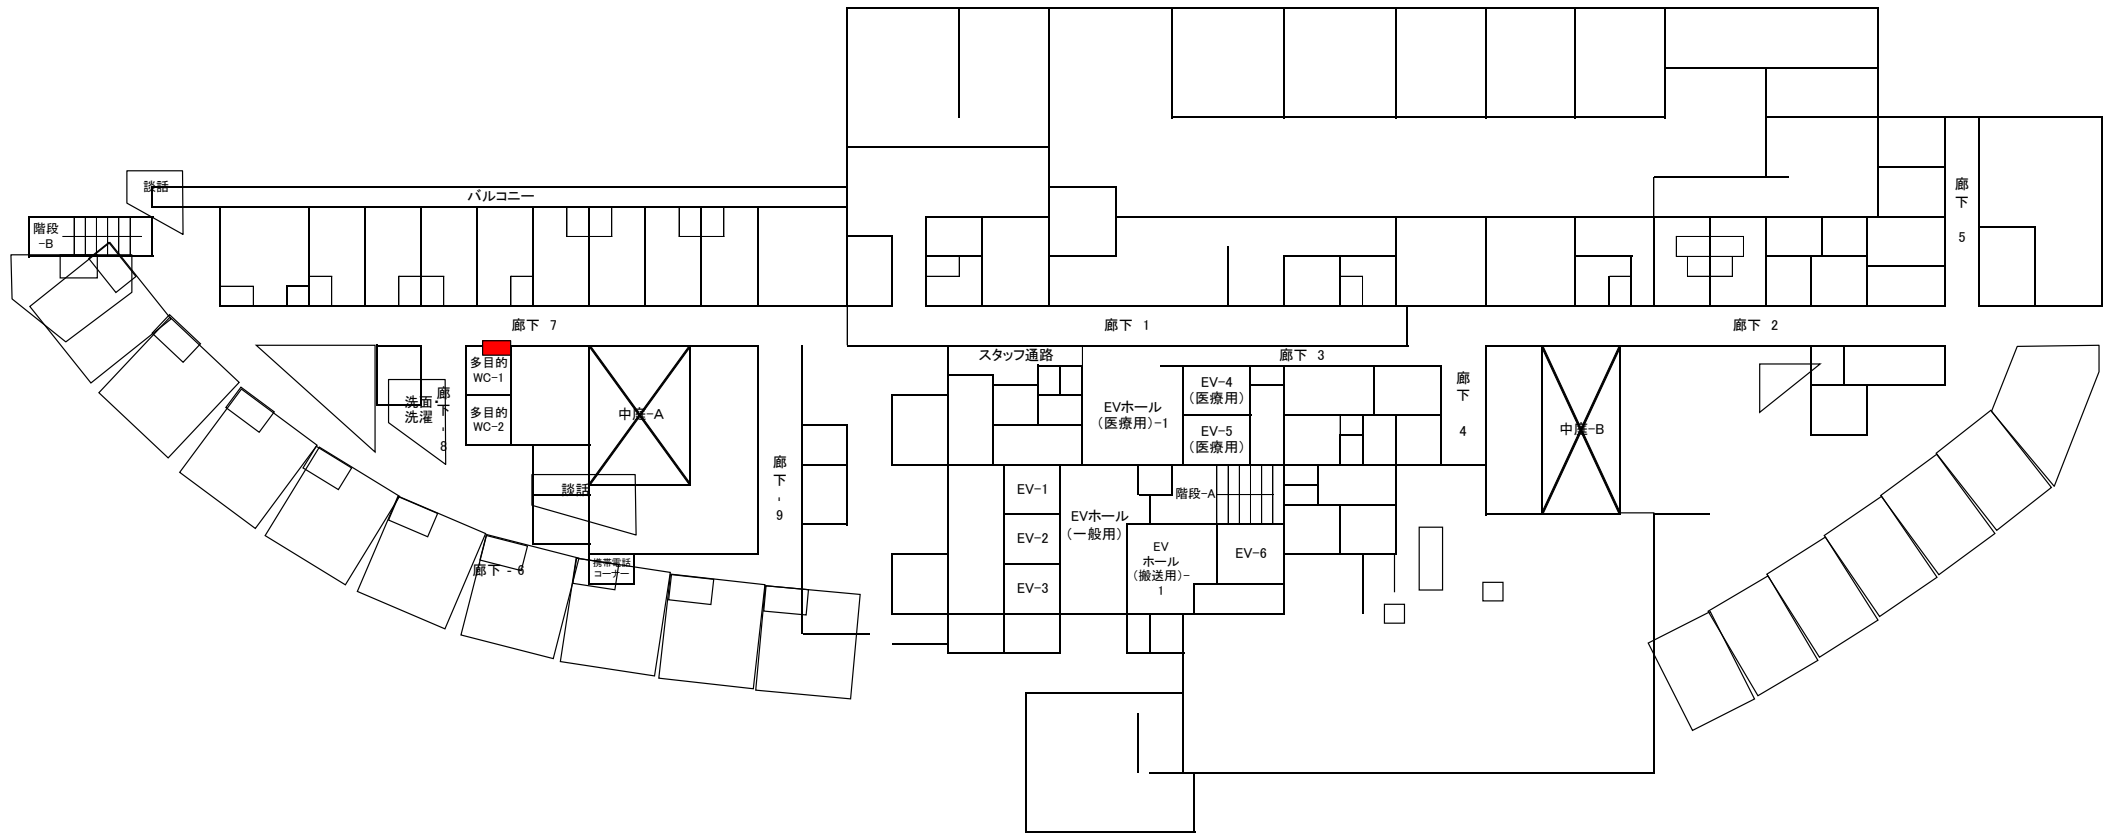 談話
バルコニー
階段
-B
廊下 5
廊下 7
廊下 1
廊下 2
スタッフ通路
廊下 3
多目的
WC-1
多目的
WC-2
洗面・
洗濯
廊下-8
中庭-A
EVホール
(医療用)-1
EV-4
(医療用)
EV-5
(医療用)
廊下 4
中庭-B
談話
廊下-9
EV-1
EV-2
EV-3
EVホール
(一般用)
階段-A
EV
ホール
(搬送用)-
1
EV-6
廊下-6
携帯電話
コーナー